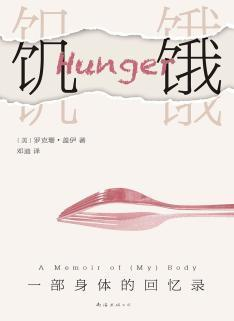 饥 Hunger 饿
[美] 罗克珊·盖伊 著
邓迪 译
A Memoir of (My) Body
一部身体的回忆录
南海出版公司